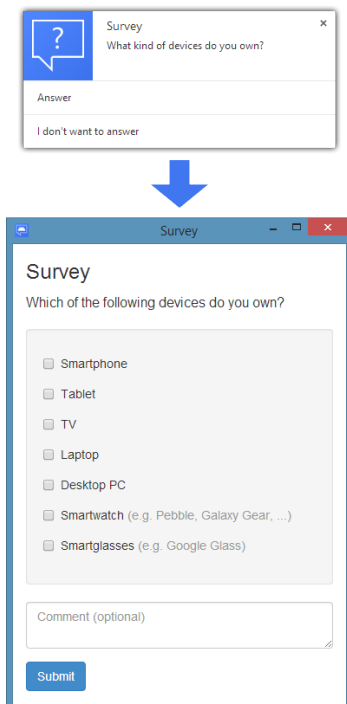 Survey
What kind of devices do you own?
Answer
I don't want to answer
Survey
Survey
Which of the following devices do you own?
Smartphone
Tablet
TV
Laptop
Desktop PC
Smartwatch (e.g. Pebble, Galaxy Gear, ...)
Smartglasses (e.g. Google Glass)
Comment (optional)
Submit